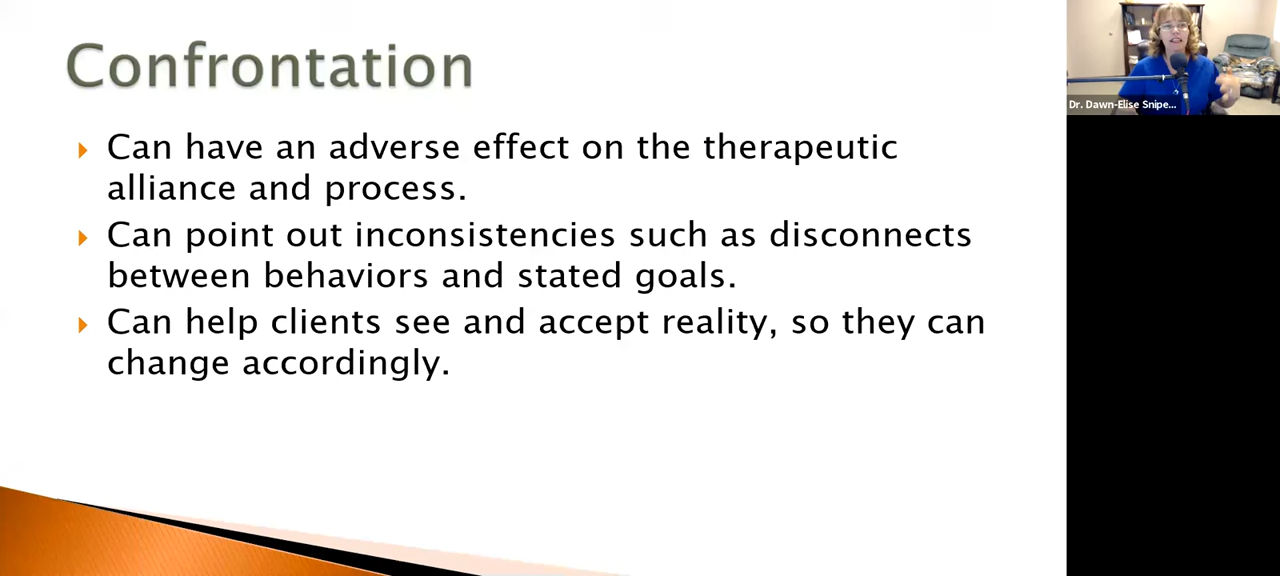 Confrontation
Can have an adverse effect on the therapeutic
alliance and process.
Can point out inconsistencies such as disconnects
between behaviors and stated goals.
Can help clients see and accept reality, so they can
change accordingly.
Dr. Dawn-Elise Snipe...